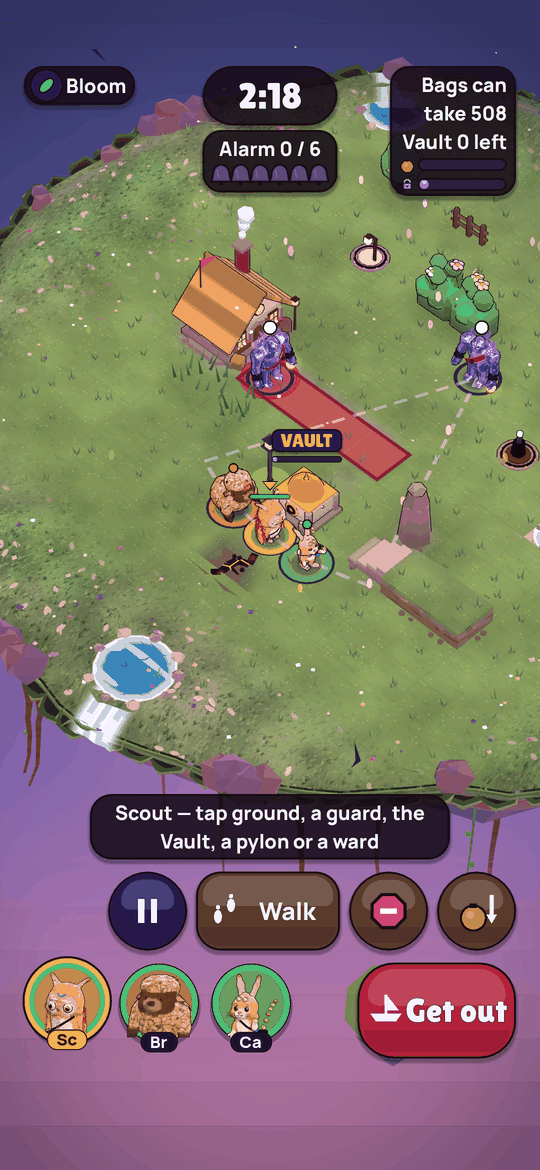 Bloom
2:18
Alarm 0 / 6
Bags can
take 508
Vault 0 left
VAULT
Scout — tap ground, a guard, the
Vault, a pylon or a ward
Walk
Sc
Br
Ca
Get out